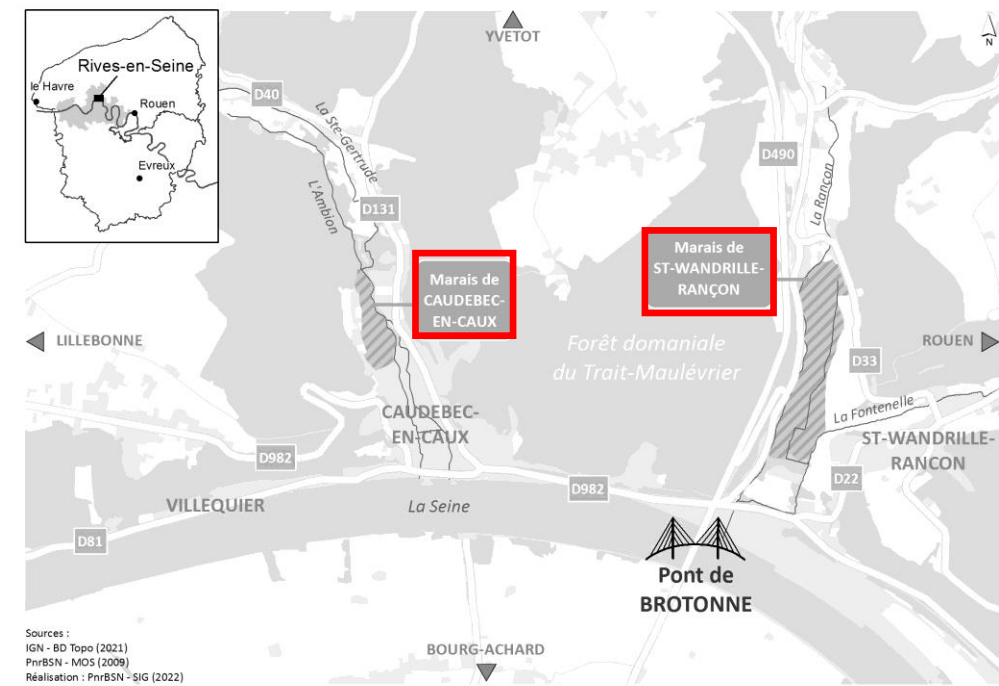 YVETOT
N
Rives-en-Seine
le Havre
Rouen
Evreux
D40
La Ste-Gertrude
L'Ambion
D131
D490
La Rançon
Marais de
CAUDEBEC-
EN-CAUX
Marais de
ST-WANDRILLE-
RANÇON
LILLEBONNE
ROUEN
Forêt domaniale
du Trait-Maulévrier
D33
La Fontenelle
CAUDEBEC-
EN-CAUX
ST-WANDRILLE-
RANCON
D982
D22
VILLEQUIER
La Seine
D982
D81
Pont de
BROTONNE
Sources :
IGN - BD Topo (2021)
PnrBSN - MOS (2009)
Réalisation : PnrBSN - SIG (2022)
BOURG-ACHARD